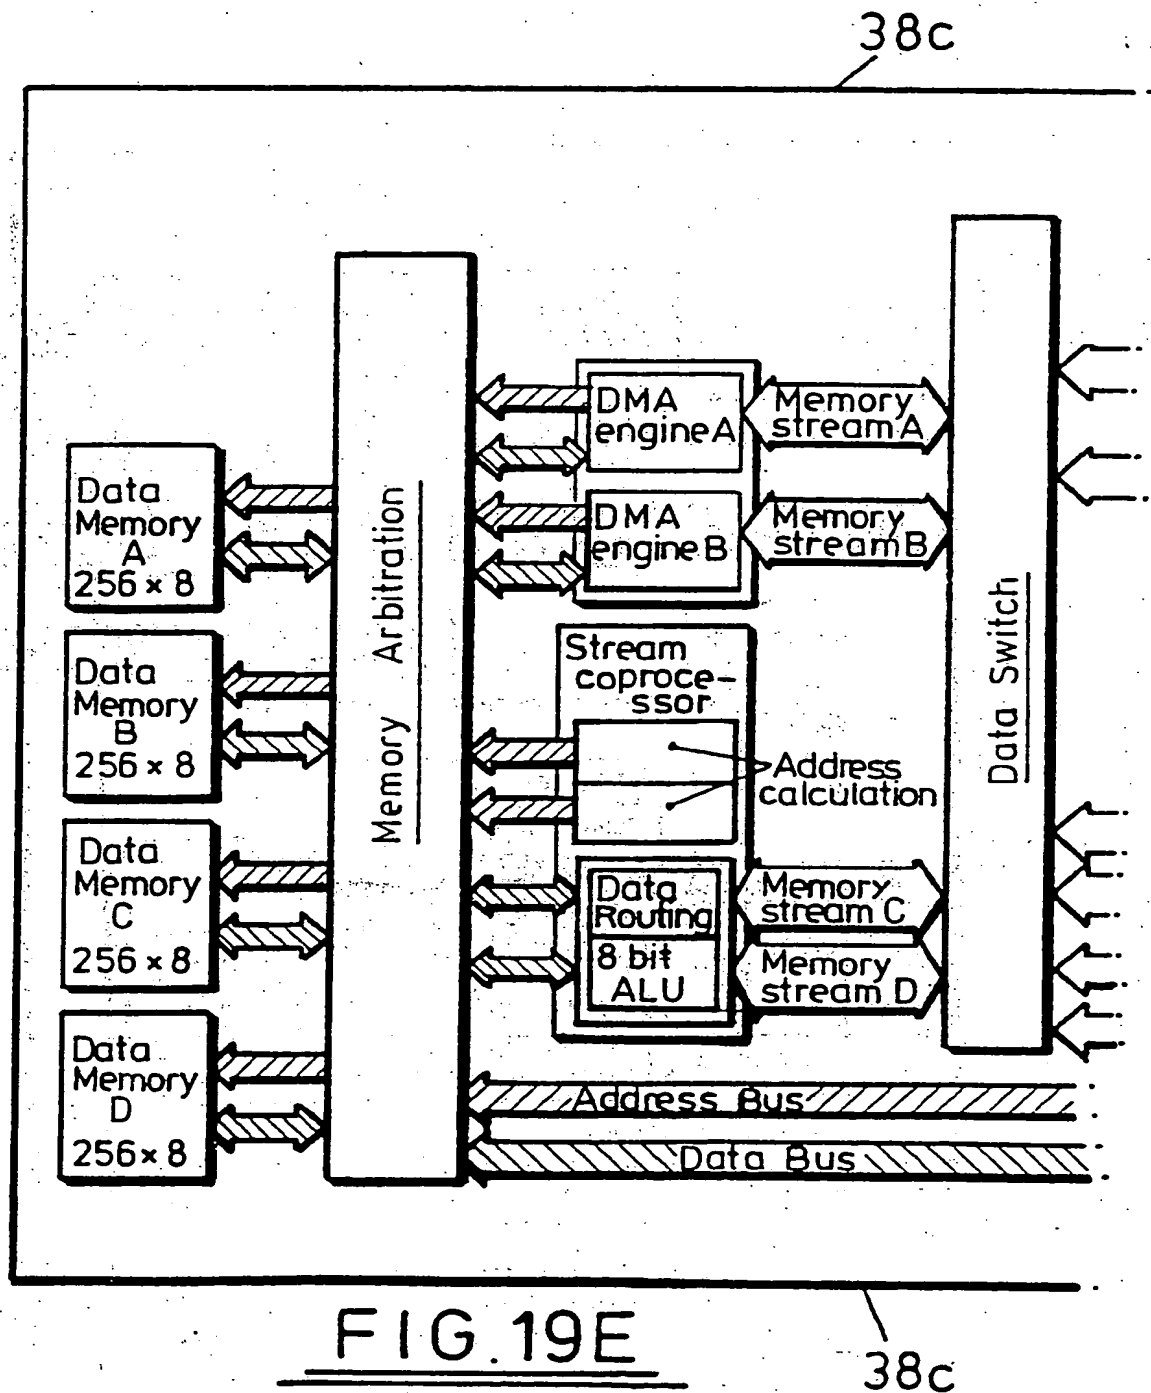 38c
DMA
engine A
Memory
stream A
DMA
engine B
Memory
stream B
Data
Memory
A
256 × 8
Data
Memory
B
256 × 8
Data
Memory
C
256 × 8
Data
Memory
D
256 × 8
Memory Arbitration
Stream
coproce-
ssor
Address
calculation
Data
Routing
8 bit
ALU
Memory
stream C
Memory
stream D
Data Switch
Address Bus
Data Bus
FIG. 19E
38c